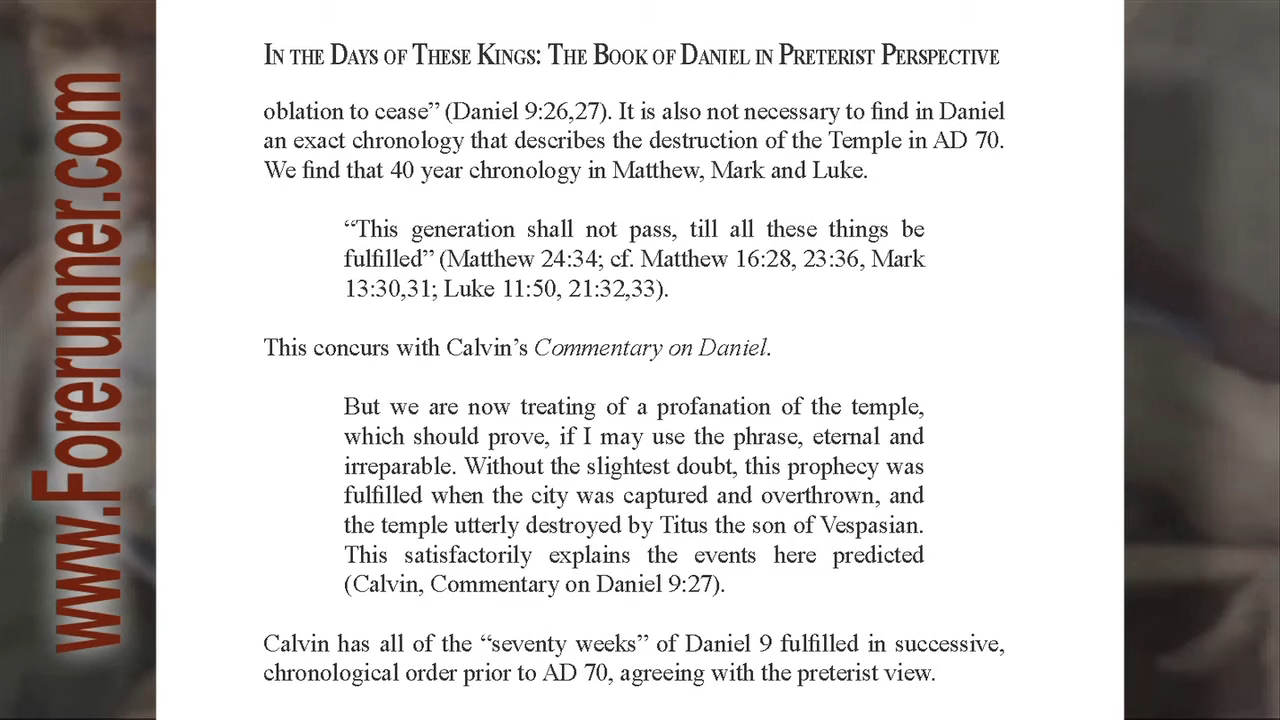 www.Forerunner.com
IN THE DAYS OF THESE KINGS: THE BOOK OF DANIEL IN PRETERIST PERSPECTIVE
oblation to cease” (Daniel 9:26,27). It is also not necessary to find in Daniel
an exact chronology that describes the destruction of the Temple in AD 70.
We find that 40 year chronology in Matthew, Mark and Luke.
“This generation shall not pass, till all these things be
fulfilled” (Matthew 24:34; cf. Matthew 16:28, 23:36, Mark
13:30,31; Luke 11:50, 21:32,33).
This concurs with Calvin’s Commentary on Daniel.
But we are now treating of a profanation of the temple,
which should prove, if I may use the phrase, eternal and
irreparable. Without the slightest doubt, this prophecy was
fulfilled when the city was captured and overthrown, and
the temple utterly destroyed by Titus the son of Vespasian.
This satisfactorily explains the events here predicted
(Calvin, Commentary on Daniel 9:27).
Calvin has all of the “seventy weeks” of Daniel 9 fulfilled in successive,
chronological order prior to AD 70, agreeing with the preterist view.